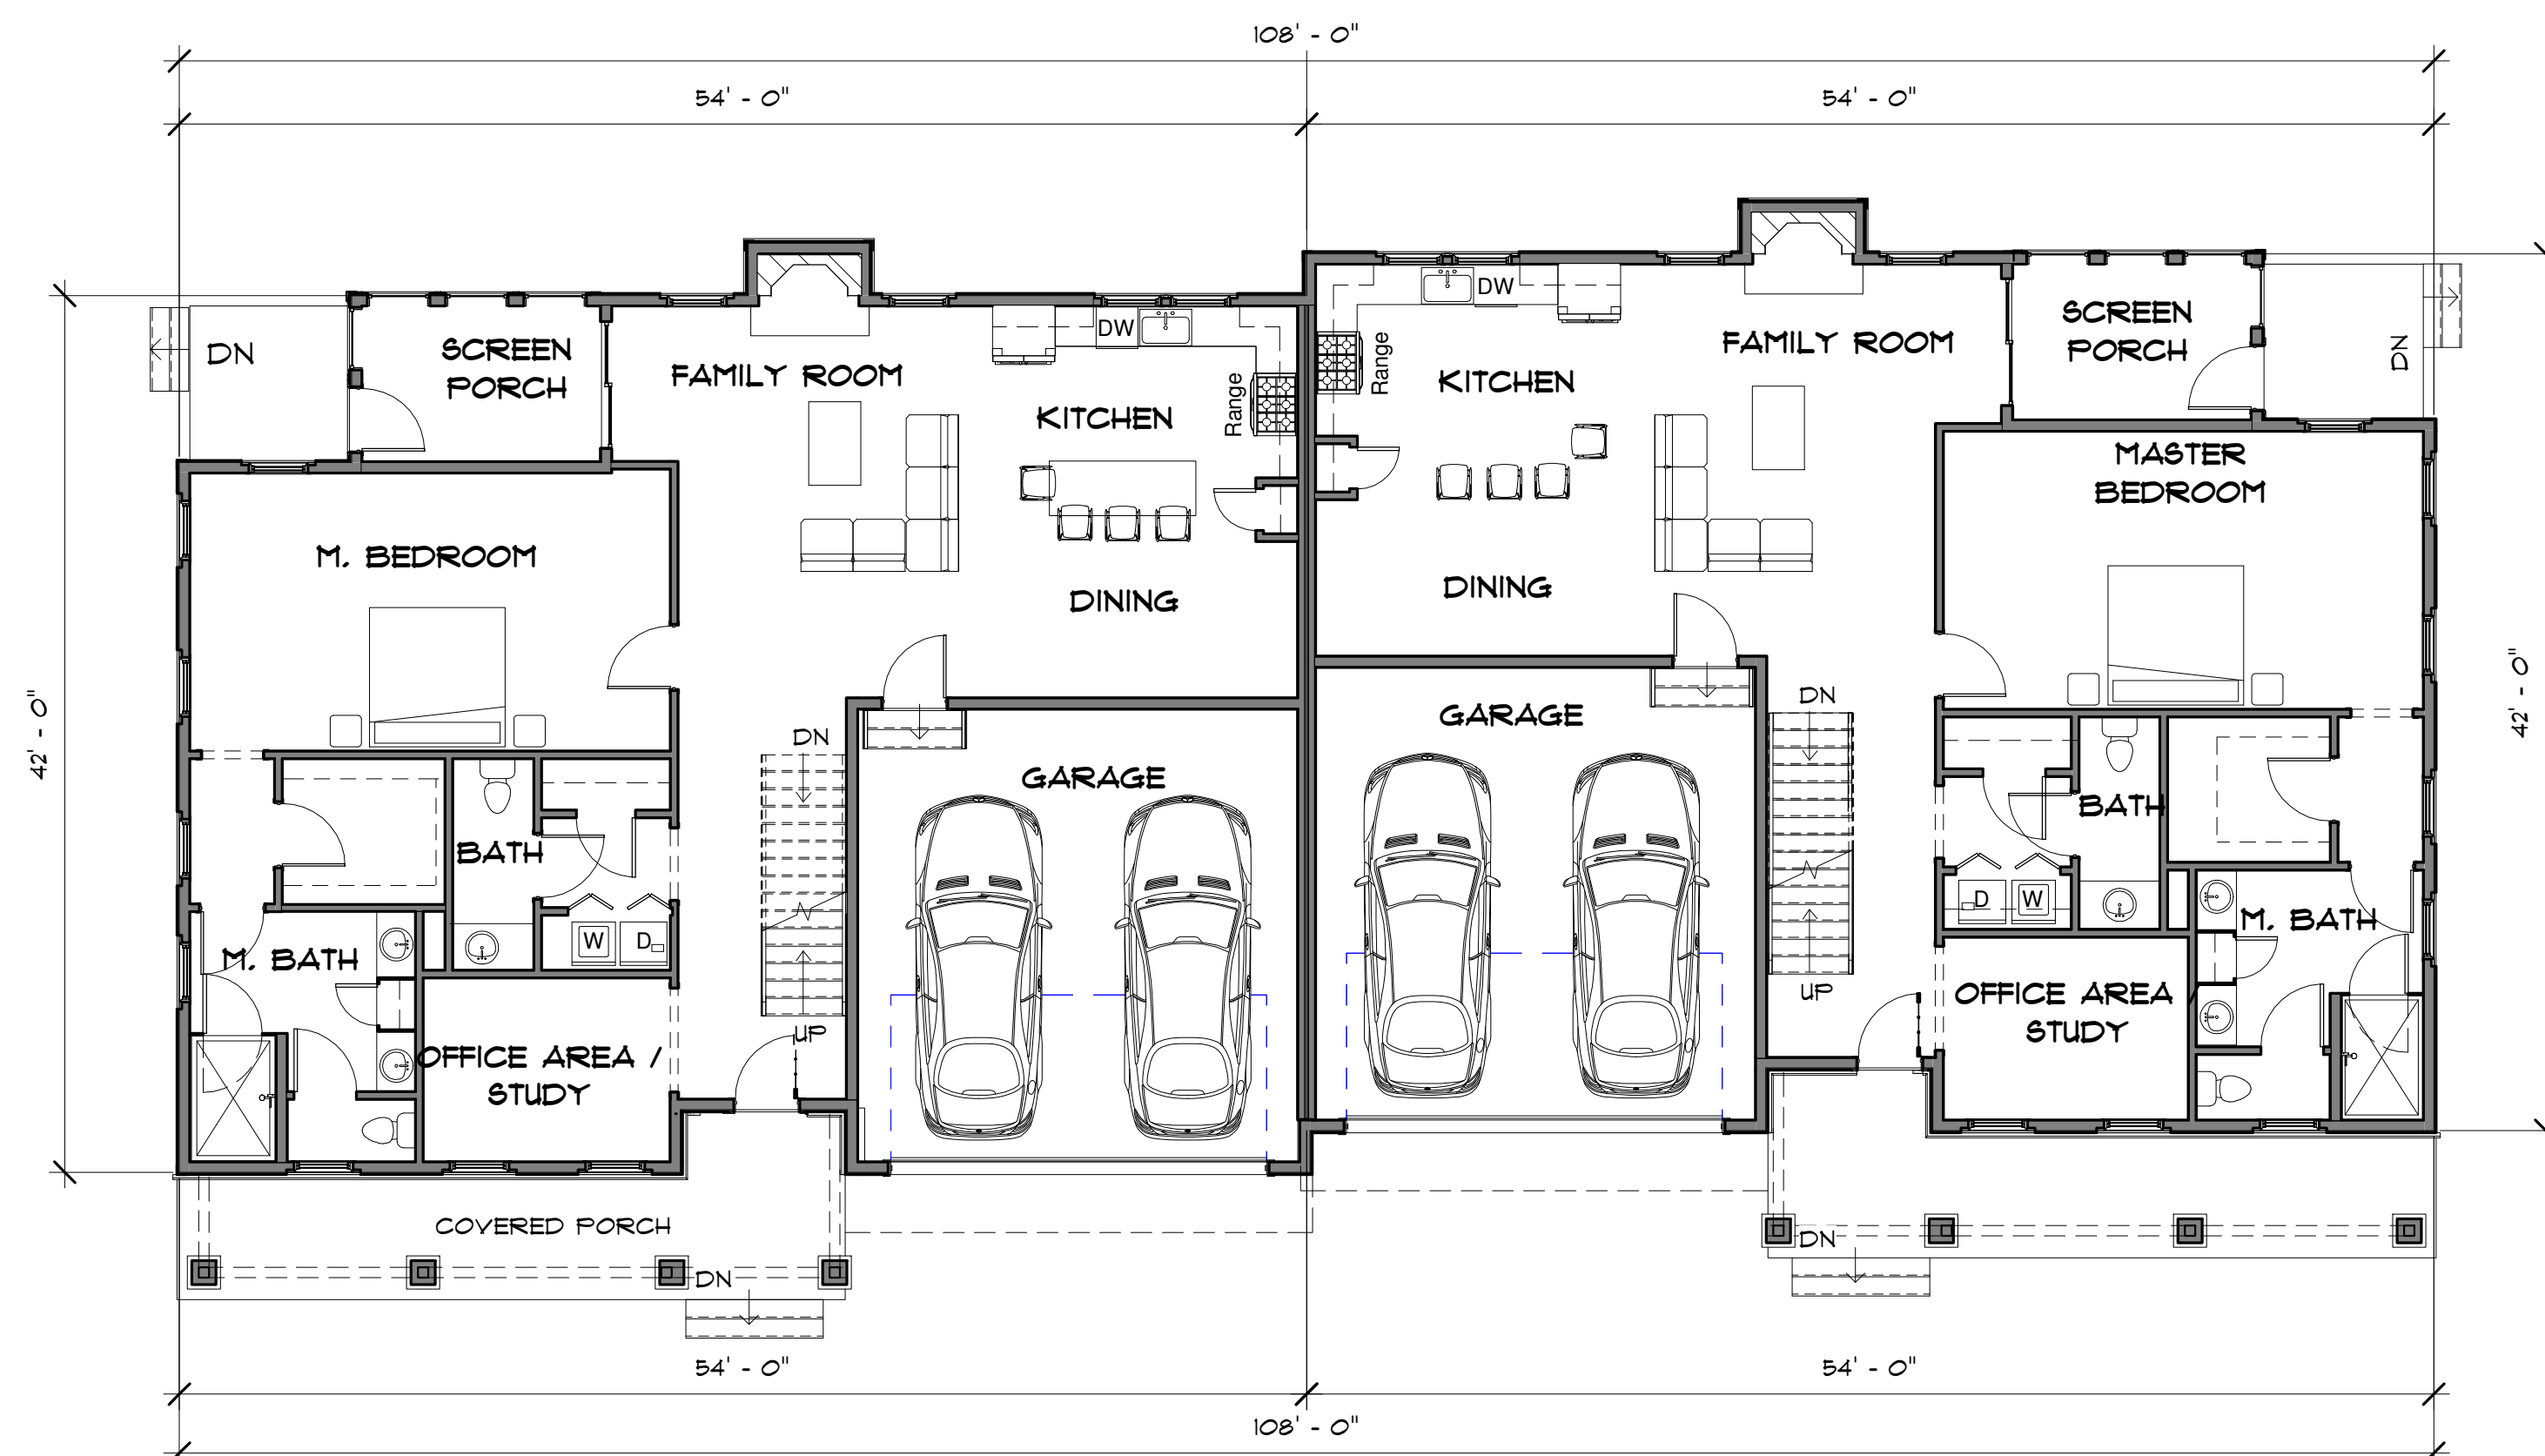 108' - 0"
54' - 0"
54' - 0"
DN
SCREEN
PORCH
FAMILY ROOM
DW
Range
KITCHEN
M. BEDROOM
DINING
DW
Range
KITCHEN
FAMILY ROOM
SCREEN
PORCH
DN
MASTER
BEDROOM
DINING
42' - 0"
42' - 0"
DN
GARAGE
BATH
W
D
M. BATH
OFFICE AREA /
STUDY
UP
GARAGE
DN
UP
BATH
D
W
M. BATH
OFFICE AREA /
STUDY
COVERED PORCH
DN
DN
54' - 0"
54' - 0"
108' - 0"